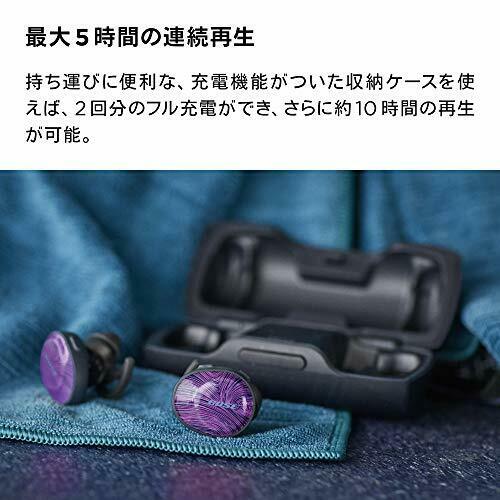 最大5時間の連続再生
持ち運びに便利な、充電機能がついた収納ケースを使
えば、2回分のフル充電ができ、さらに約10時間の再生
が可能。
BOSE